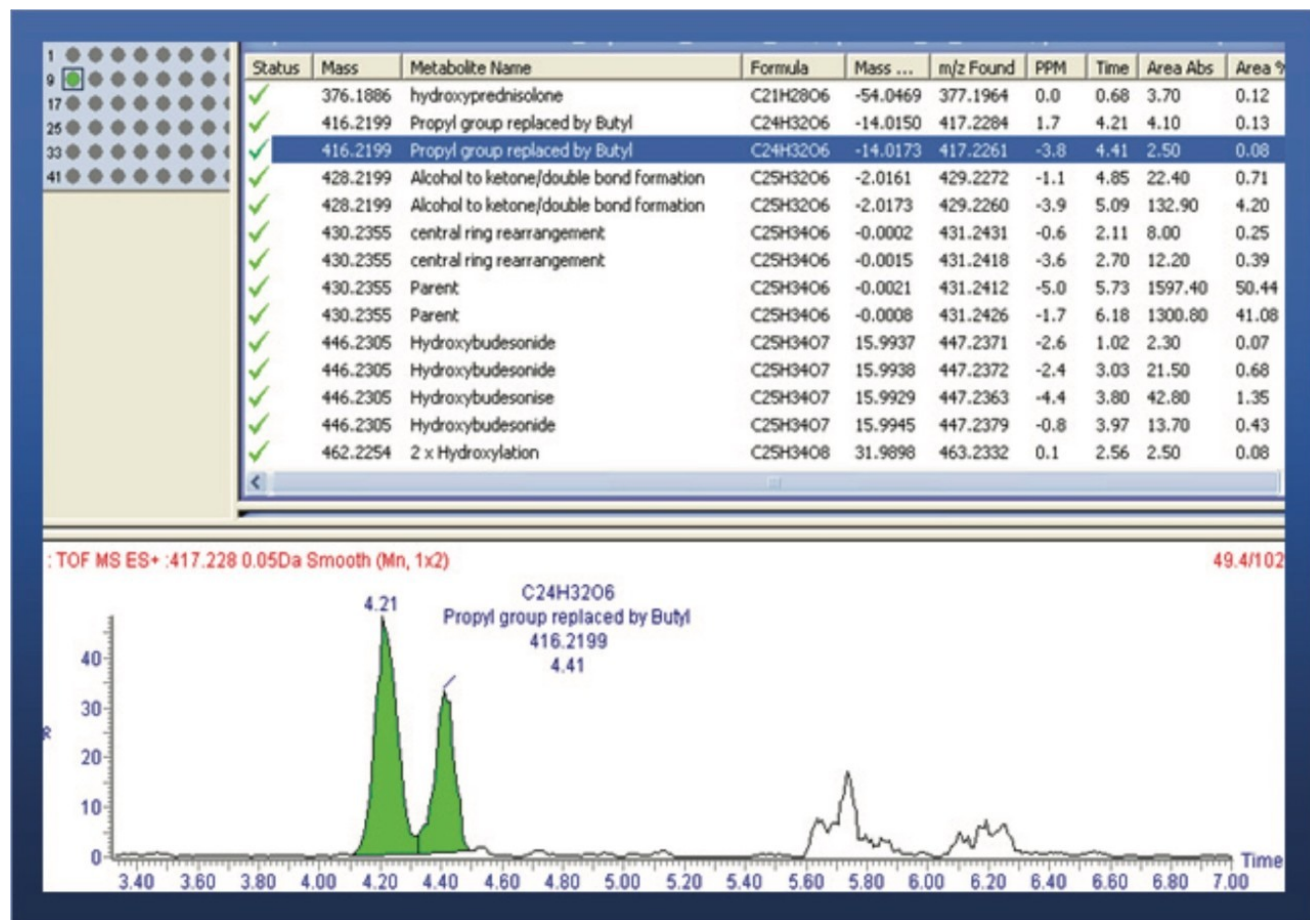 1
9
17
25
33
41
Status Mass Metabolite Name Formula Mass ... m/z Found PPM Time Area Abs Area %
376.1886 hydroxyprednisolone C21H28O6 -54.0469 377.1964 0.0 0.68 3.70 0.12
416.2199 Propyl group replaced by Butyl C24H32O6 -14.0150 417.2284 1.7 4.21 4.10 0.13
416.2199 Propyl group replaced by Butyl C24H32O6 -14.0173 417.2261 -3.8 4.41 2.50 0.08
428.2199 Alcohol to ketone/double bond formation C25H32O6 -2.0161 429.2272 -1.1 4.85 22.40 0.71
428.2199 Alcohol to ketone/double bond formation C25H32O6 -2.0173 429.2260 -3.9 5.09 132.90 4.20
430.2355 central ring rearrangement C25H34O6 -0.0002 431.2431 -0.6 2.11 8.00 0.25
430.2355 central ring rearrangement C25H34O6 -0.0015 431.2418 -3.6 2.70 12.20 0.39
430.2355 Parent C25H34O6 -0.0021 431.2412 -5.0 5.73 1597.40 50.44
430.2355 Parent C25H34O6 -0.0008 431.2426 -1.7 6.18 1300.80 41.08
446.2305 Hydroxybudesonide C25H34O7 15.9937 447.2371 -2.6 1.02 2.30 0.07
446.2305 Hydroxybudesonide C25H34O7 15.9938 447.2372 -2.4 3.03 21.50 0.68
446.2305 Hydroxybudesonise C25H34O7 15.9929 447.2363 -4.4 3.80 42.80 1.35
446.2305 Hydroxybudesonide C25H34O7 15.9945 447.2379 -0.8 3.97 13.70 0.43
462.2254 2 x Hydroxylation C25H34O8 31.9898 463.2332 0.1 2.56 2.50 0.08
: TOF MS ES+ :417.228 0.05Da Smooth (Mn, 1x2) 49.4/102
C24H32O6
4.21
Propyl group replaced by Butyl
416.2199
4.41
40
30
%
20
10
0
Time
3.40 3.60 3.80 4.00 4.20 4.40 4.60 4.80 5.00 5.20 5.40 5.60 5.80 6.00 6.20 6.40 6.60 6.80 7.00